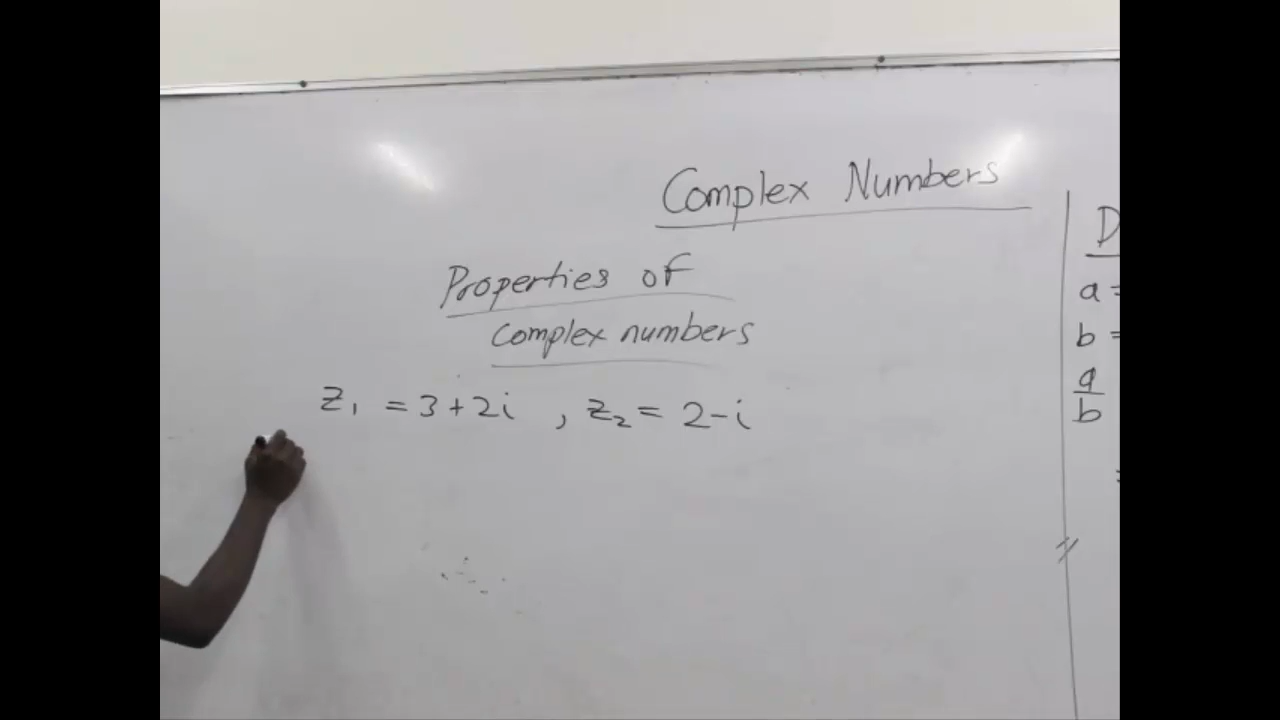 Complex Numbers
Properties of
complex numbers
z₁ = 3+2i , z₂ = 2-i
D
a =
b =
a
b